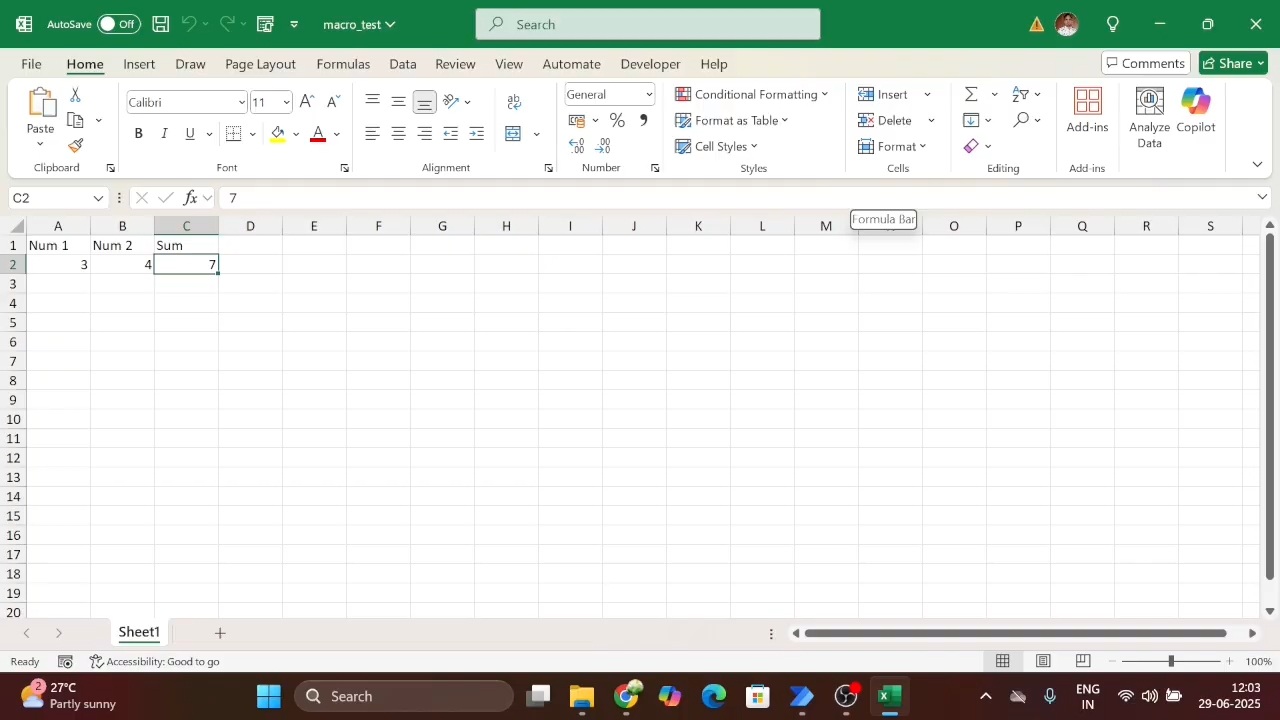 AutoSave Off macro_test Search
File Home Insert Draw Page Layout Formulas Data Review View Automate Developer Help Comments Share
Paste Calibri 11 ab General Conditional Formatting Insert Add-ins Analyze Data Copilot
B I U A % Format as Table Delete
Cell Styles Format
Clipboard Font Alignment Number Styles Cells Editing Add-ins
C2 fx 7
Formula Bar
A B C D E F G H I J K L M O P Q R S
1 Num 1 Num 2 Sum
2 3 4 7
3
4
5
6
7
8
9
10
11
12
13
14
15
16
17
18
19
20
Sheet1
Ready Accessibility: Good to go 100%
2 27°C Partly sunny Search ENG IN 12:03 29-06-2025